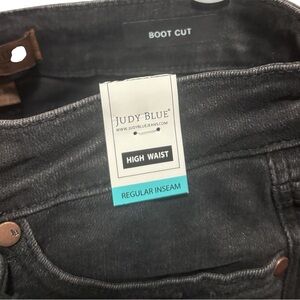 BOOT CUT
JUDY BLUE®
WWW.JUDYBLUEJEANS.COM
HIGH WAIST
REGULAR INSEAM